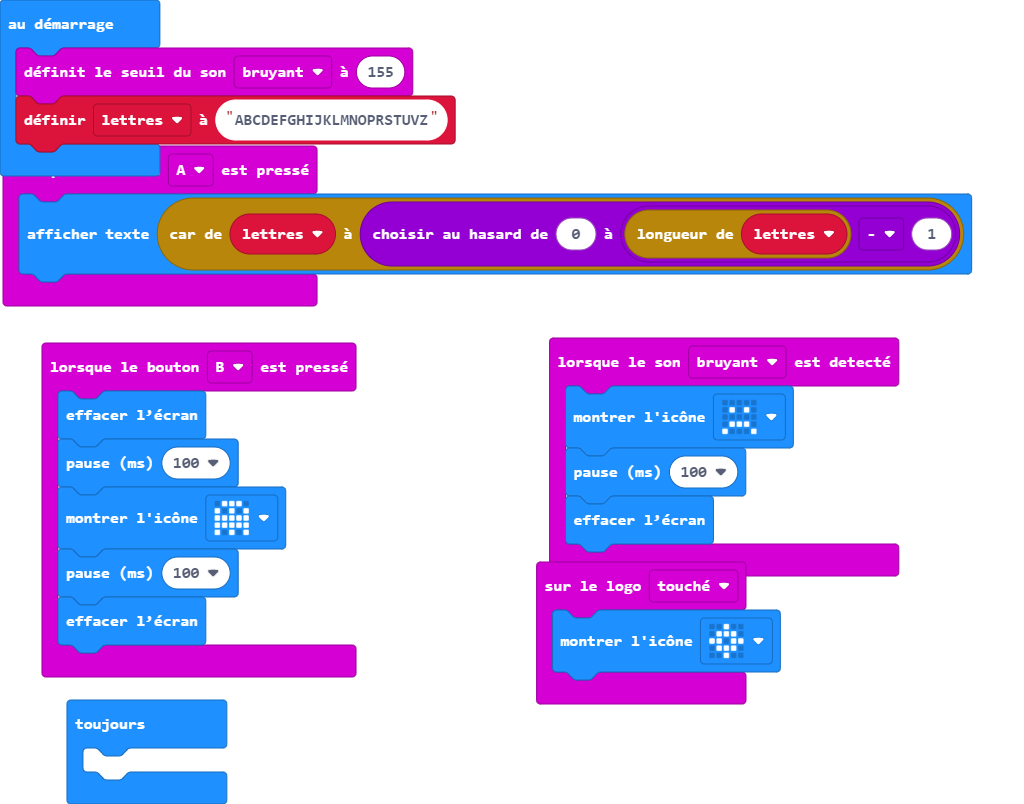 au démarrage
définit le seuil du son bruyant à 155
définir lettres à "ABCDEFGHIJKLMNOPRSTUVZ"
A est pressé
afficher texte car de lettres à choisir au hasard de 0 à longueur de lettres - 1
lorsque le bouton B est pressé
effacer l’écran
pause (ms) 100
montrer l'icône
pause (ms) 100
effacer l’écran
lorsque le son bruyant est detecté
montrer l'icône
pause (ms) 100
effacer l’écran
sur le logo touché
montrer l'icône
toujours